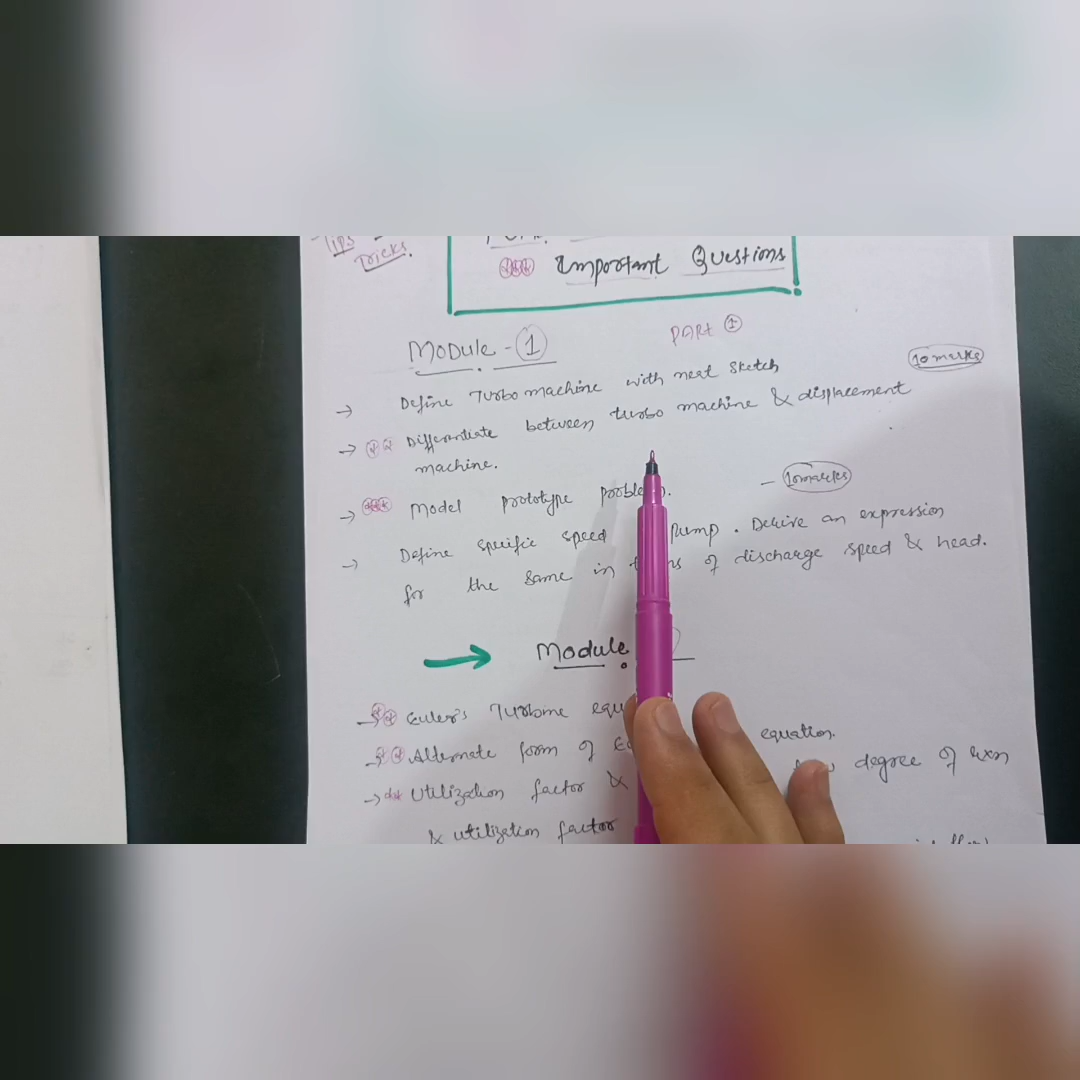 Tips
Tricks.
Important Questions
Module - 1
PART 1
→ Define Turbo machine with neat sketch
10 marks
→ Differentiate between turbo machine & displacement
machine.
→ Model prototype problem. - 10 marks
→ Define specific speed pump. Derive an expression
for the same in of discharge speed & head.
→ Module
→ Euler's Turbine
→ Alternate form of equation.
→ Utilization factor & degree of rxn
& utilization factor